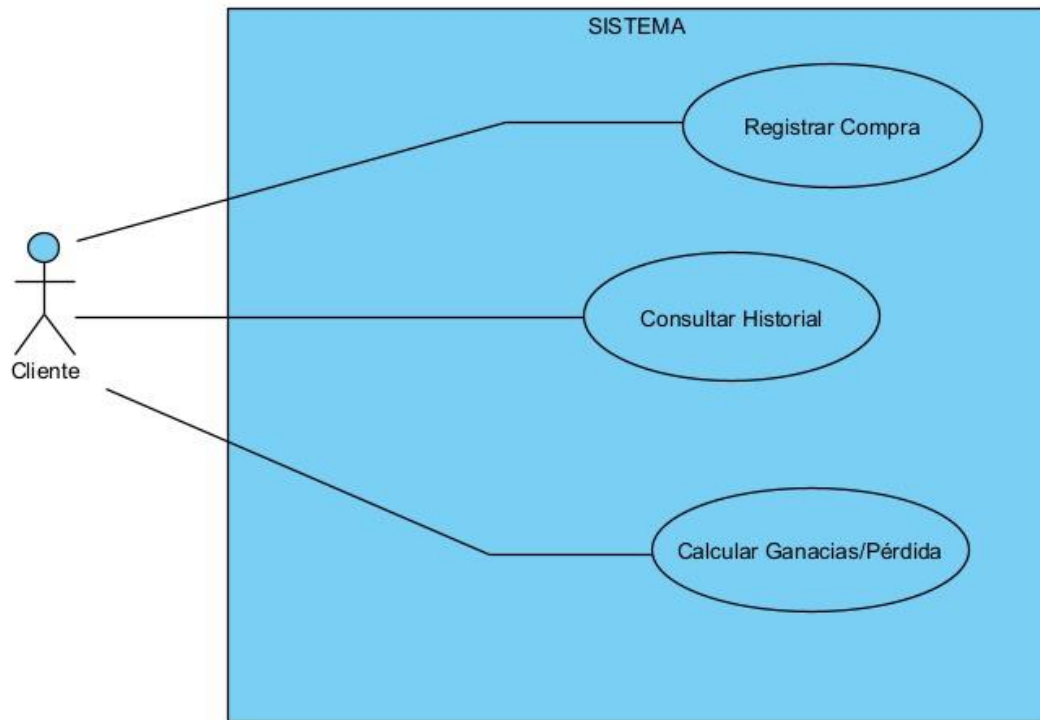 SISTEMA
Registrar Compra
Consultar Historial
Cliente
Calcular Ganacias/Pérdida